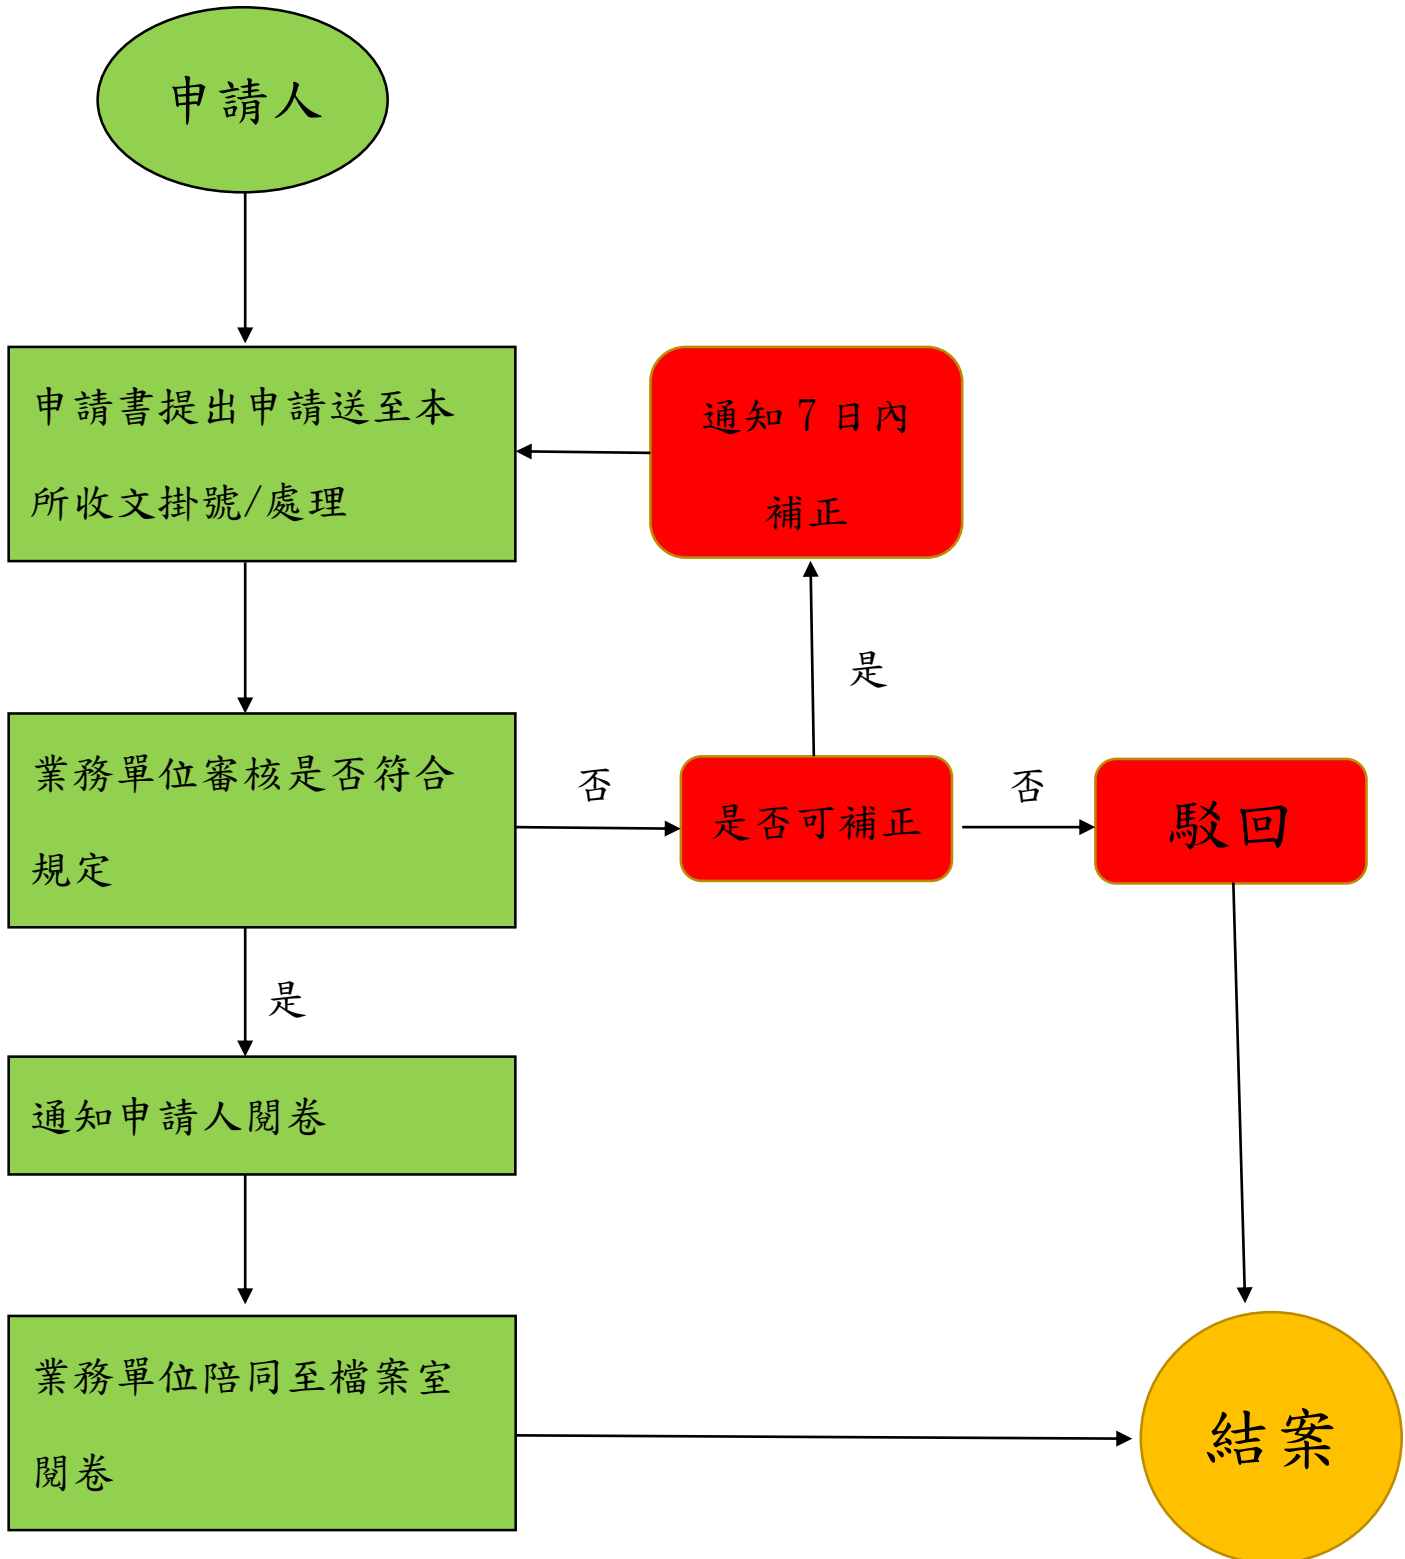 申請人
申請書提出申請送至本
所收文掛號/處理
通知7日內
補正
是
業務單位審核是否符合
規定
否
是否可補正
否
駁回
是
通知申請人閱卷
業務單位陪同至檔案室
閱卷
結案